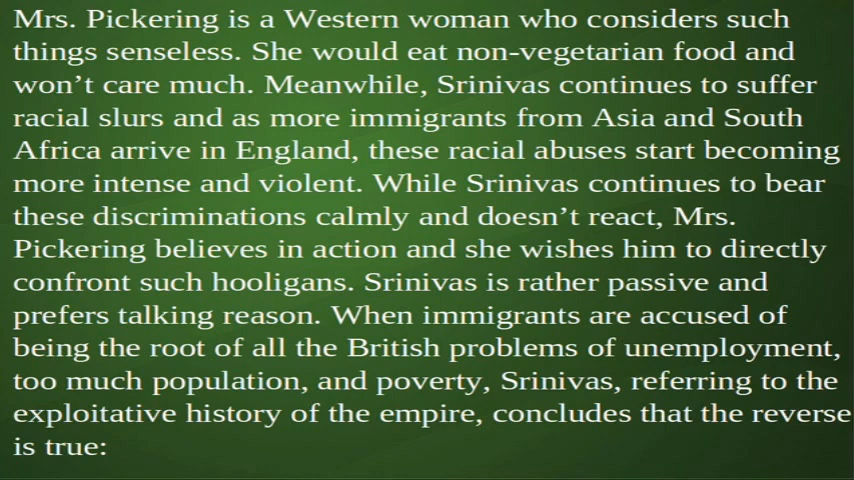 Mrs. Pickering is a Western woman who considers such
things senseless. She would eat non-vegetarian food and
won’t care much. Meanwhile, Srinivas continues to suffer
racial slurs and as more immigrants from Asia and South
Africa arrive in England, these racial abuses start becoming
more intense and violent. While Srinivas continues to bear
these discriminations calmly and doesn’t react, Mrs.
Pickering believes in action and she wishes him to directly
confront such hooligans. Srinivas is rather passive and
prefers talking reason. When immigrants are accused of
being the root of all the British problems of unemployment,
too much population, and poverty, Srinivas, referring to the
exploitative history of the empire, concludes that the reverse
is true: